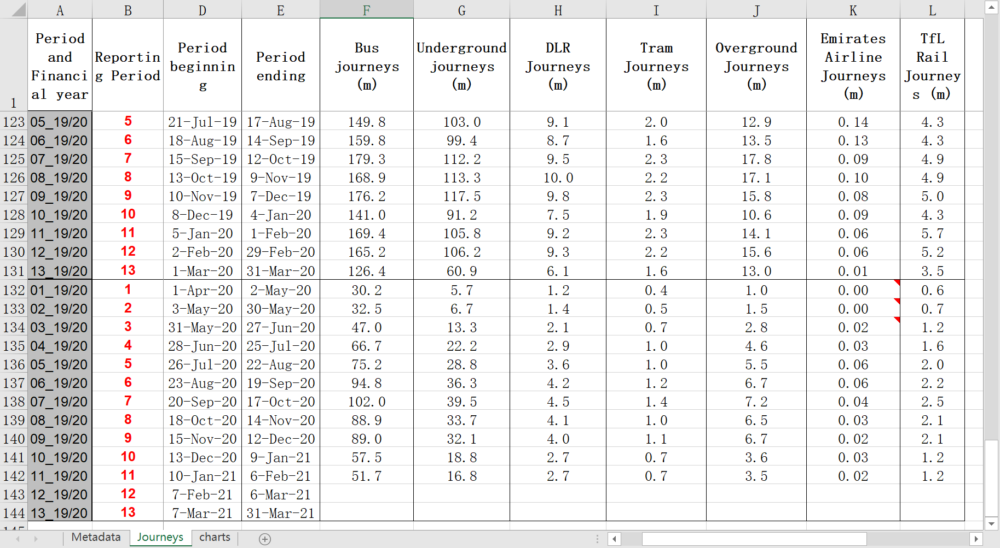 A B D E F G H I J K L
1 Period and Financi al year Reportin g Period Period beginnin g Period ending Bus journeys (m) Underground journeys (m) DLR Journeys (m) Tram Journeys (m) Overground Journeys (m) Emirates Airline Journeys (m) TfL Rail Journey s (m)
123 05_19/20 5 21-Jul-19 17-Aug-19 149.8 103.0 9.1 2.0 12.9 0.14 4.3
124 06_19/20 6 18-Aug-19 14-Sep-19 159.8 99.4 8.7 1.6 13.5 0.13 4.3
125 07_19/20 7 15-Sep-19 12-Oct-19 179.3 112.2 9.5 2.3 17.8 0.09 4.9
126 08_19/20 8 13-Oct-19 9-Nov-19 168.9 113.3 10.0 2.2 17.1 0.10 4.9
127 09_19/20 9 10-Nov-19 7-Dec-19 176.2 117.5 9.8 2.3 15.8 0.08 5.0
128 10_19/20 10 8-Dec-19 4-Jan-20 141.0 91.2 7.5 1.9 10.6 0.09 4.3
129 11_19/20 11 5-Jan-20 1-Feb-20 169.4 105.8 9.2 2.3 14.1 0.06 5.7
130 12_19/20 12 2-Feb-20 29-Feb-20 165.2 106.2 9.3 2.2 15.6 0.06 5.2
131 13_19/20 13 1-Mar-20 31-Mar-20 126.4 60.9 6.1 1.6 13.0 0.01 3.5
132 01_19/20 1 1-Apr-20 2-May-20 30.2 5.7 1.2 0.4 1.0 0.00 0.6
133 02_19/20 2 3-May-20 30-May-20 32.5 6.7 1.4 0.5 1.5 0.00 0.7
134 03_19/20 3 31-May-20 27-Jun-20 47.0 13.3 2.1 0.7 2.8 0.02 1.2
135 04_19/20 4 28-Jun-20 25-Jul-20 66.7 22.2 2.9 1.0 4.6 0.03 1.6
136 05_19/20 5 26-Jul-20 22-Aug-20 75.2 28.8 3.6 1.0 5.5 0.06 2.0
137 06_19/20 6 23-Aug-20 19-Sep-20 94.8 36.3 4.2 1.2 6.7 0.06 2.2
138 07_19/20 7 20-Sep-20 17-Oct-20 102.0 39.5 4.5 1.4 7.2 0.04 2.5
139 08_19/20 8 18-Oct-20 14-Nov-20 88.9 33.7 4.1 1.0 6.5 0.03 2.1
140 09_19/20 9 15-Nov-20 12-Dec-20 89.0 32.1 4.0 1.1 6.7 0.02 2.1
141 10_19/20 10 13-Dec-20 9-Jan-21 57.5 18.8 2.7 0.7 3.6 0.03 1.2
142 11_19/20 11 10-Jan-21 6-Feb-21 51.7 16.8 2.7 0.7 3.5 0.02 1.2
143 12_19/20 12 7-Feb-21 6-Mar-21
144 13_19/20 13 7-Mar-21 31-Mar-21
145
Metadata Journeys charts